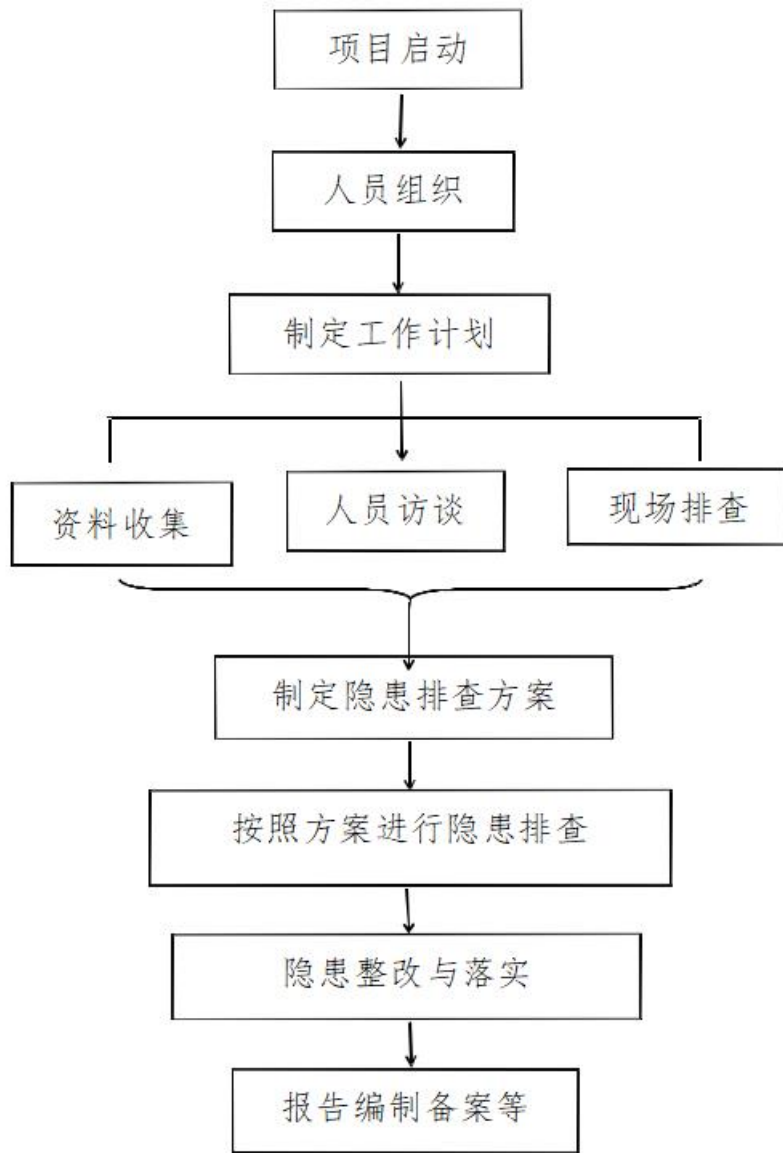 项目启动
人员组织
制定工作计划
资料收集
人员访谈
现场排查
制定隐患排查方案
按照方案进行隐患排查
隐患整改与落实
报告编制备案等